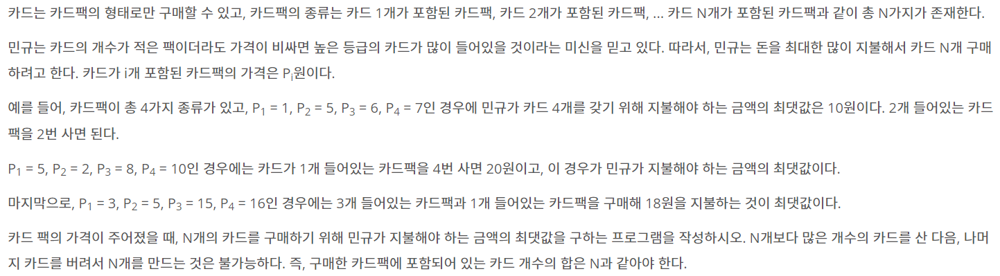 카드는 카드팩의 형태로만 구매할 수 있고, 카드팩의 종류는 카드 1개가 포함된 카드팩, 카드 2개가 포함된 카드팩, ... 카드 N개가 포함된 카드팩과 같이 총 N가지가 존재한다.
민규는 카드의 개수가 적은 팩이더라도 가격이 비싸면 높은 등급의 카드가 많이 들어있을 것이라는 미신을 믿고 있다. 따라서, 민규는 돈을 최대한 많이 지불해서 카드 N개 구매
하려고 한다. 카드가 i개 포함된 카드팩의 가격은 Pi원이다.
예를 들어, 카드팩이 총 4가지 종류가 있고, P1 = 1, P2 = 5, P3 = 6, P4 = 7인 경우에 민규가 카드 4개를 갖기 위해 지불해야 하는 금액의 최댓값은 10원이다. 2개 들어있는 카드
팩을 2번 사면 된다.
P1 = 5, P2 = 2, P3 = 8, P4 = 10인 경우에는 카드가 1개 들어있는 카드팩을 4번 사면 20원이고, 이 경우가 민규가 지불해야 하는 금액의 최댓값이다.
마지막으로, P1 = 3, P2 = 5, P3 = 15, P4 = 16인 경우에는 3개 들어있는 카드팩과 1개 들어있는 카드팩을 구매해 18원을 지불하는 것이 최댓값이다.
카드 팩의 가격이 주어졌을 때, N개의 카드를 구매하기 위해 민규가 지불해야 하는 금액의 최댓값을 구하는 프로그램을 작성하시오. N개보다 많은 개수의 카드를 산 다음, 나머
지 카드를 버려서 N개를 만드는 것은 불가능하다. 즉, 구매한 카드팩에 포함되어 있는 카드 개수의 합은 N과 같아야 한다.